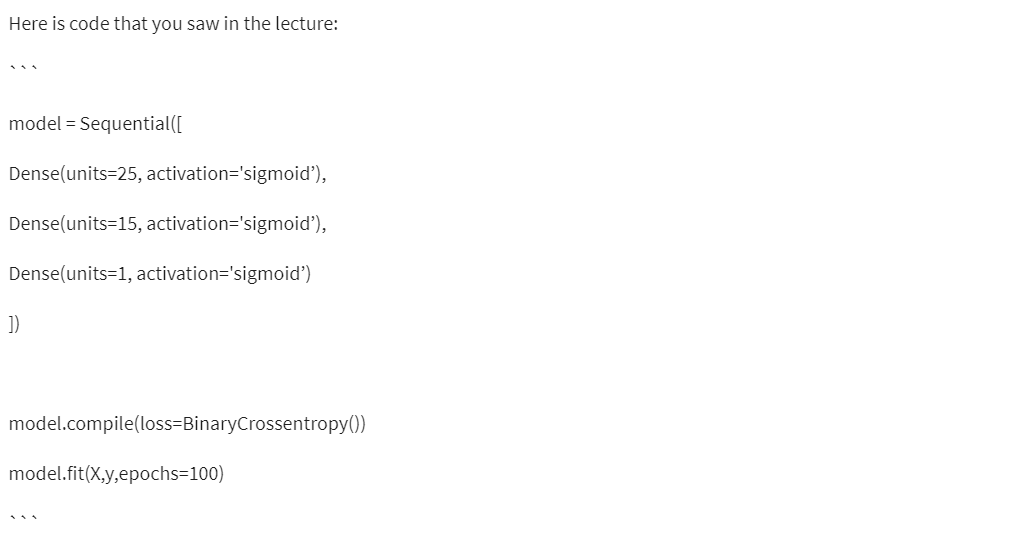 Here is code that you saw in the lecture:
```
model = Sequential([
Dense(units=25, activation='sigmoid’),
Dense(units=15, activation='sigmoid’),
Dense(units=1, activation='sigmoid’)
])
model.compile(loss=BinaryCrossentropy())
model.fit(X,y,epochs=100)
```